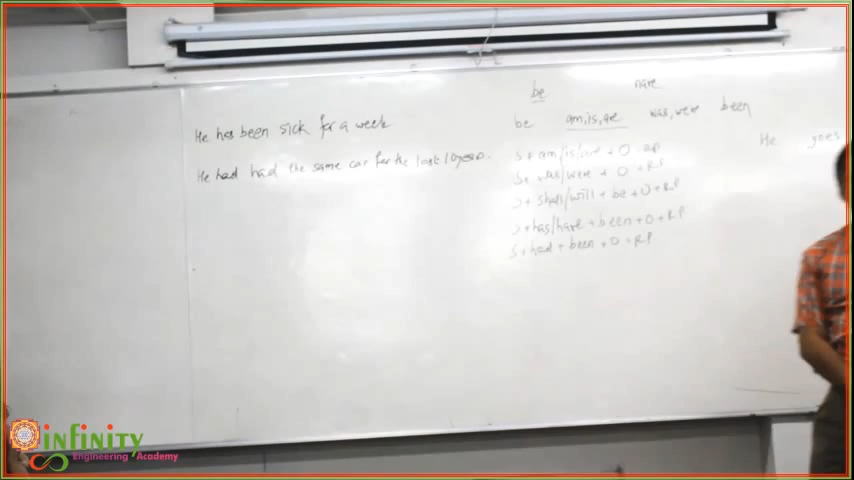 He has been sick for a week
He had had the same car for the last 10 years.
be have
be am,is,are was,were been
S + am/is/are + O RP
S + was/were + O + RP
S + shall/will + be + O + RP
S + has/have + been + O + RP
S + had + been + O + RP
He goes
infinity
Engineering Academy